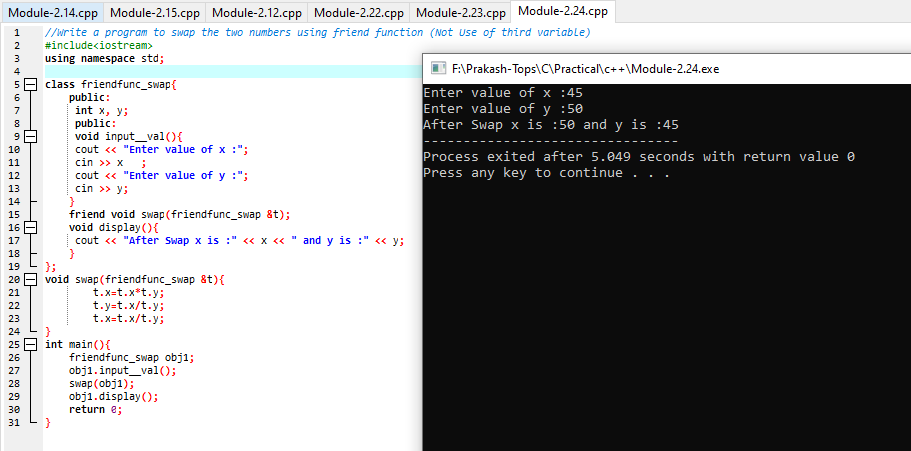 Module-2.14.cpp Module-2.15.cpp Module-2.12.cpp Module-2.22.cpp Module-2.23.cpp Module-2.24.cpp
1 //Write a program to swap the two numbers using friend function (Not Use of third variable)
2 #include<iostream>
3 using namespace std;
4
5 class friendfunc_swap{
6 public:
7 int x, y;
8 public:
9 void input__val(){
10 cout << "Enter value of x :";
11 cin >> x ;
12 cout << "Enter value of y :";
13 cin >> y;
14 }
15 friend void swap(friendfunc_swap &t);
16 void display(){
17 cout << "After Swap x is :" << x << " and y is :" << y;
18 }
19 };
20 void swap(friendfunc_swap &t){
21 t.x=t.x*t.y;
22 t.y=t.x/t.y;
23 t.x=t.x/t.y;
24 }
25 int main(){
26 friendfunc_swap obj1;
27 obj1.input__val();
28 swap(obj1);
29 obj1.display();
30 return 0;
31 }
F:\Prakash-Tops\C\Practical\c++\Module-2.24.exe
Enter value of x :45
Enter value of y :50
After Swap x is :50 and y is :45
--------------------------------
Process exited after 5.049 seconds with return value 0
Press any key to continue . . .